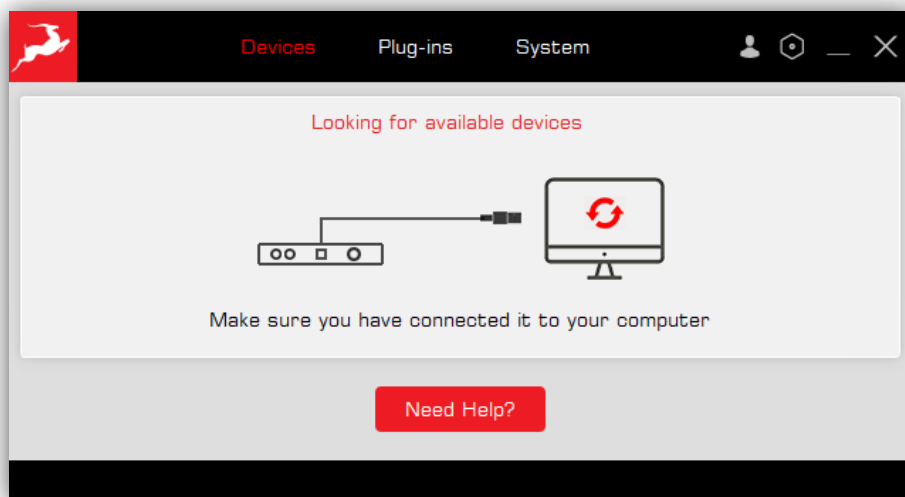 Devices Plug-ins System
Looking for available devices
Make sure you have connected it to your computer
Need Help?